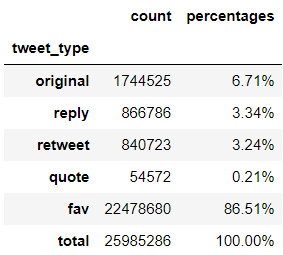 count percentages
tweet_type
original 1744525 6.71%
reply 866786 3.34%
retweet 840723 3.24%
quote 54572 0.21%
fav 22478680 86.51%
total 25985286 100.00%